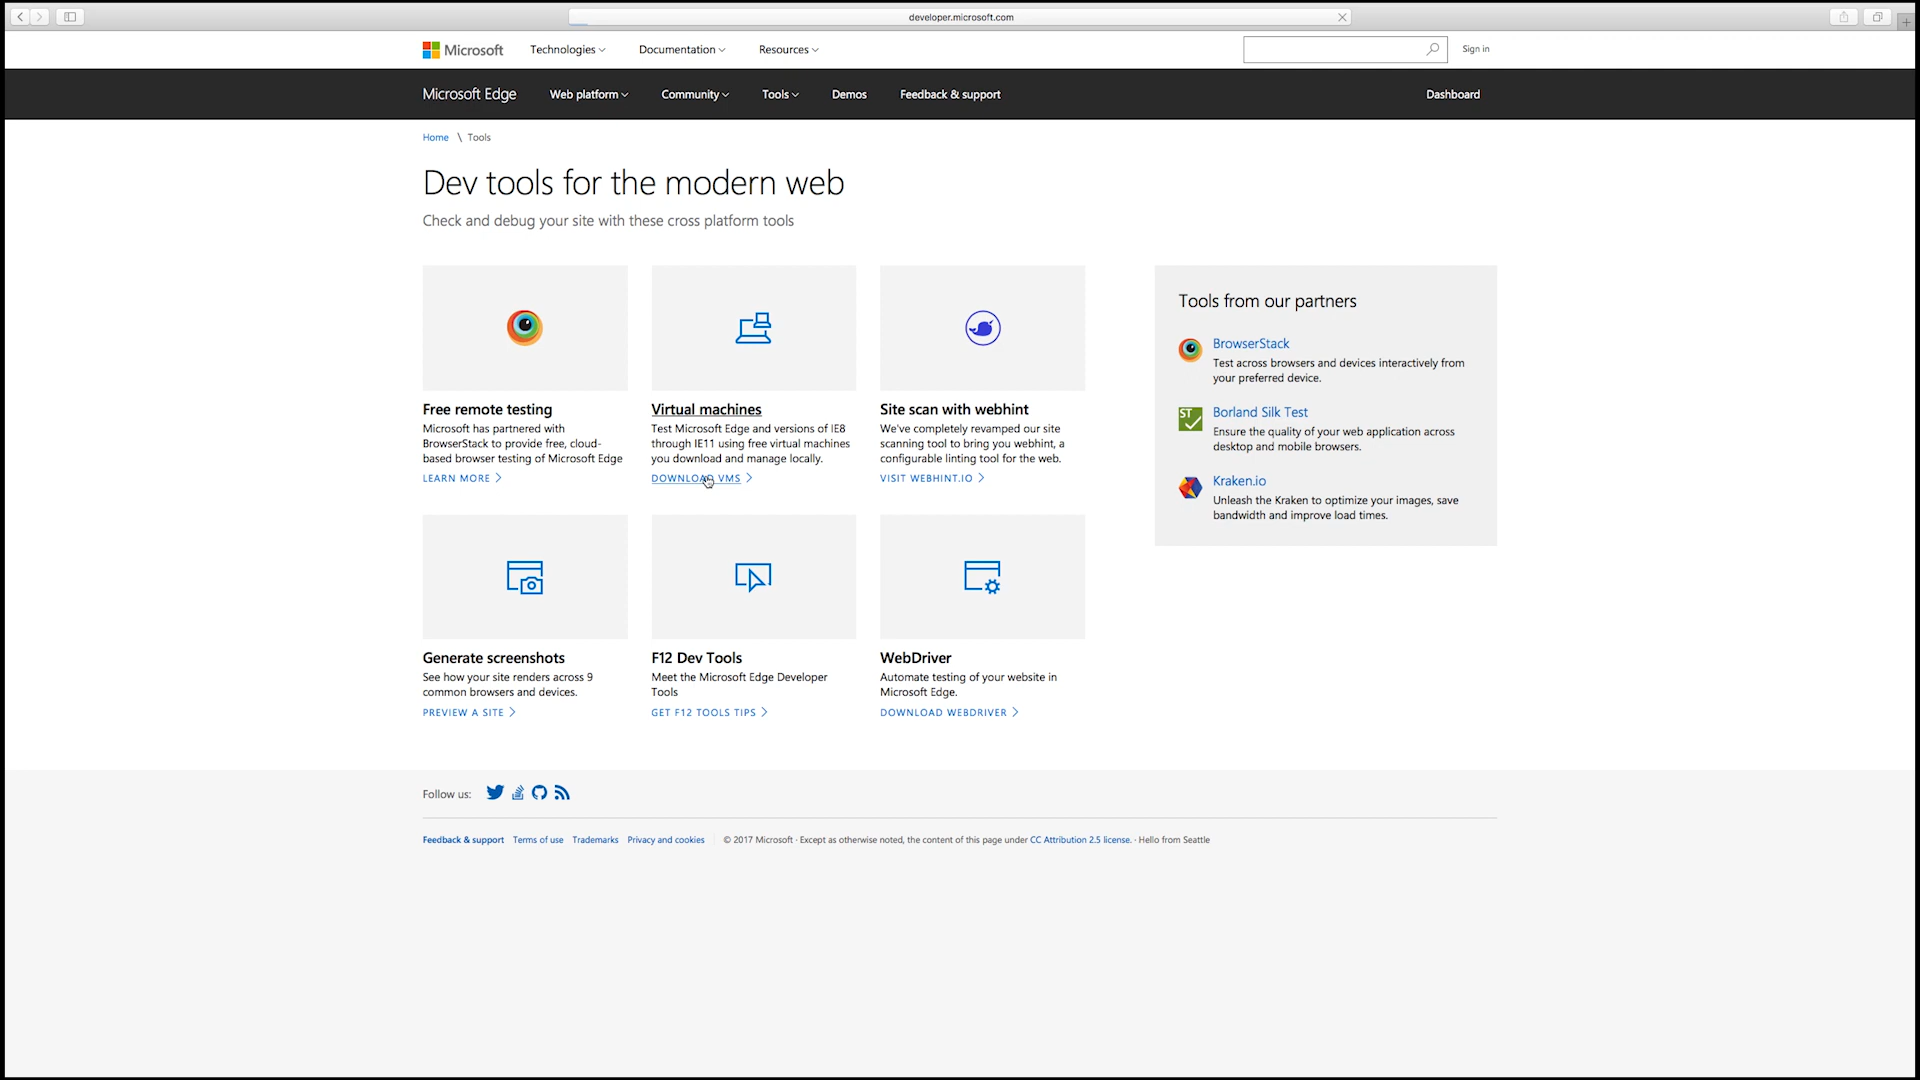 developer.microsoft.com
Microsoft Technologies Documentation Resources Sign in
Microsoft Edge Web platform Community Tools Demos Feedback & support Dashboard
Home \ Tools
Dev tools for the modern web
Check and debug your site with these cross platform tools
Free remote testing
Microsoft has partnered with
BrowserStack to provide free, cloud-
based browser testing of Microsoft Edge
LEARN MORE
Virtual machines
Test Microsoft Edge and versions of IE8
through IE11 using free virtual machines
you download and manage locally.
DOWNLOAD VMS
Site scan with webhint
We've completely revamped our site
scanning tool to bring you webhint, a
configurable linting tool for the web.
VISIT WEBHINT.IO
Tools from our partners
BrowserStack
Test across browsers and devices interactively from
your preferred device.
ST
Borland Silk Test
Ensure the quality of your web application across
desktop and mobile browsers.
Kraken.io
Unleash the Kraken to optimize your images, save
bandwidth and improve load times.
Generate screenshots
See how your site renders across 9
common browsers and devices.
PREVIEW A SITE
F12 Dev Tools
Meet the Microsoft Edge Developer
Tools
GET F12 TOOLS TIPS
WebDriver
Automate testing of your website in
Microsoft Edge.
DOWNLOAD WEBDRIVER
Follow us:
Feedback & support Terms of use Trademarks Privacy and cookies © 2017 Microsoft · Except as otherwise noted, the content of this page under CC Attribution 2.5 license. · Hello from Seattle